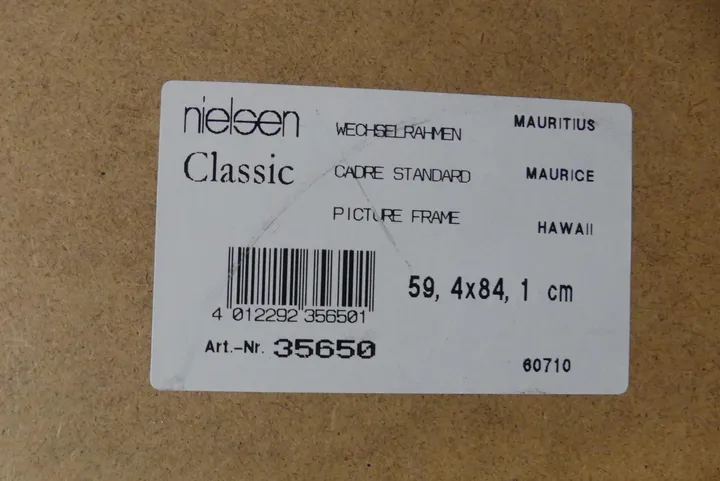 nielsen
Classic
WECHSELRAHMEN
CADRE STANDARD
PICTURE FRAME
MAURITIUS
MAURICE
HAWAII
59,4x84,1 cm
4 012292 356501
Art.-Nr. 35650
60710